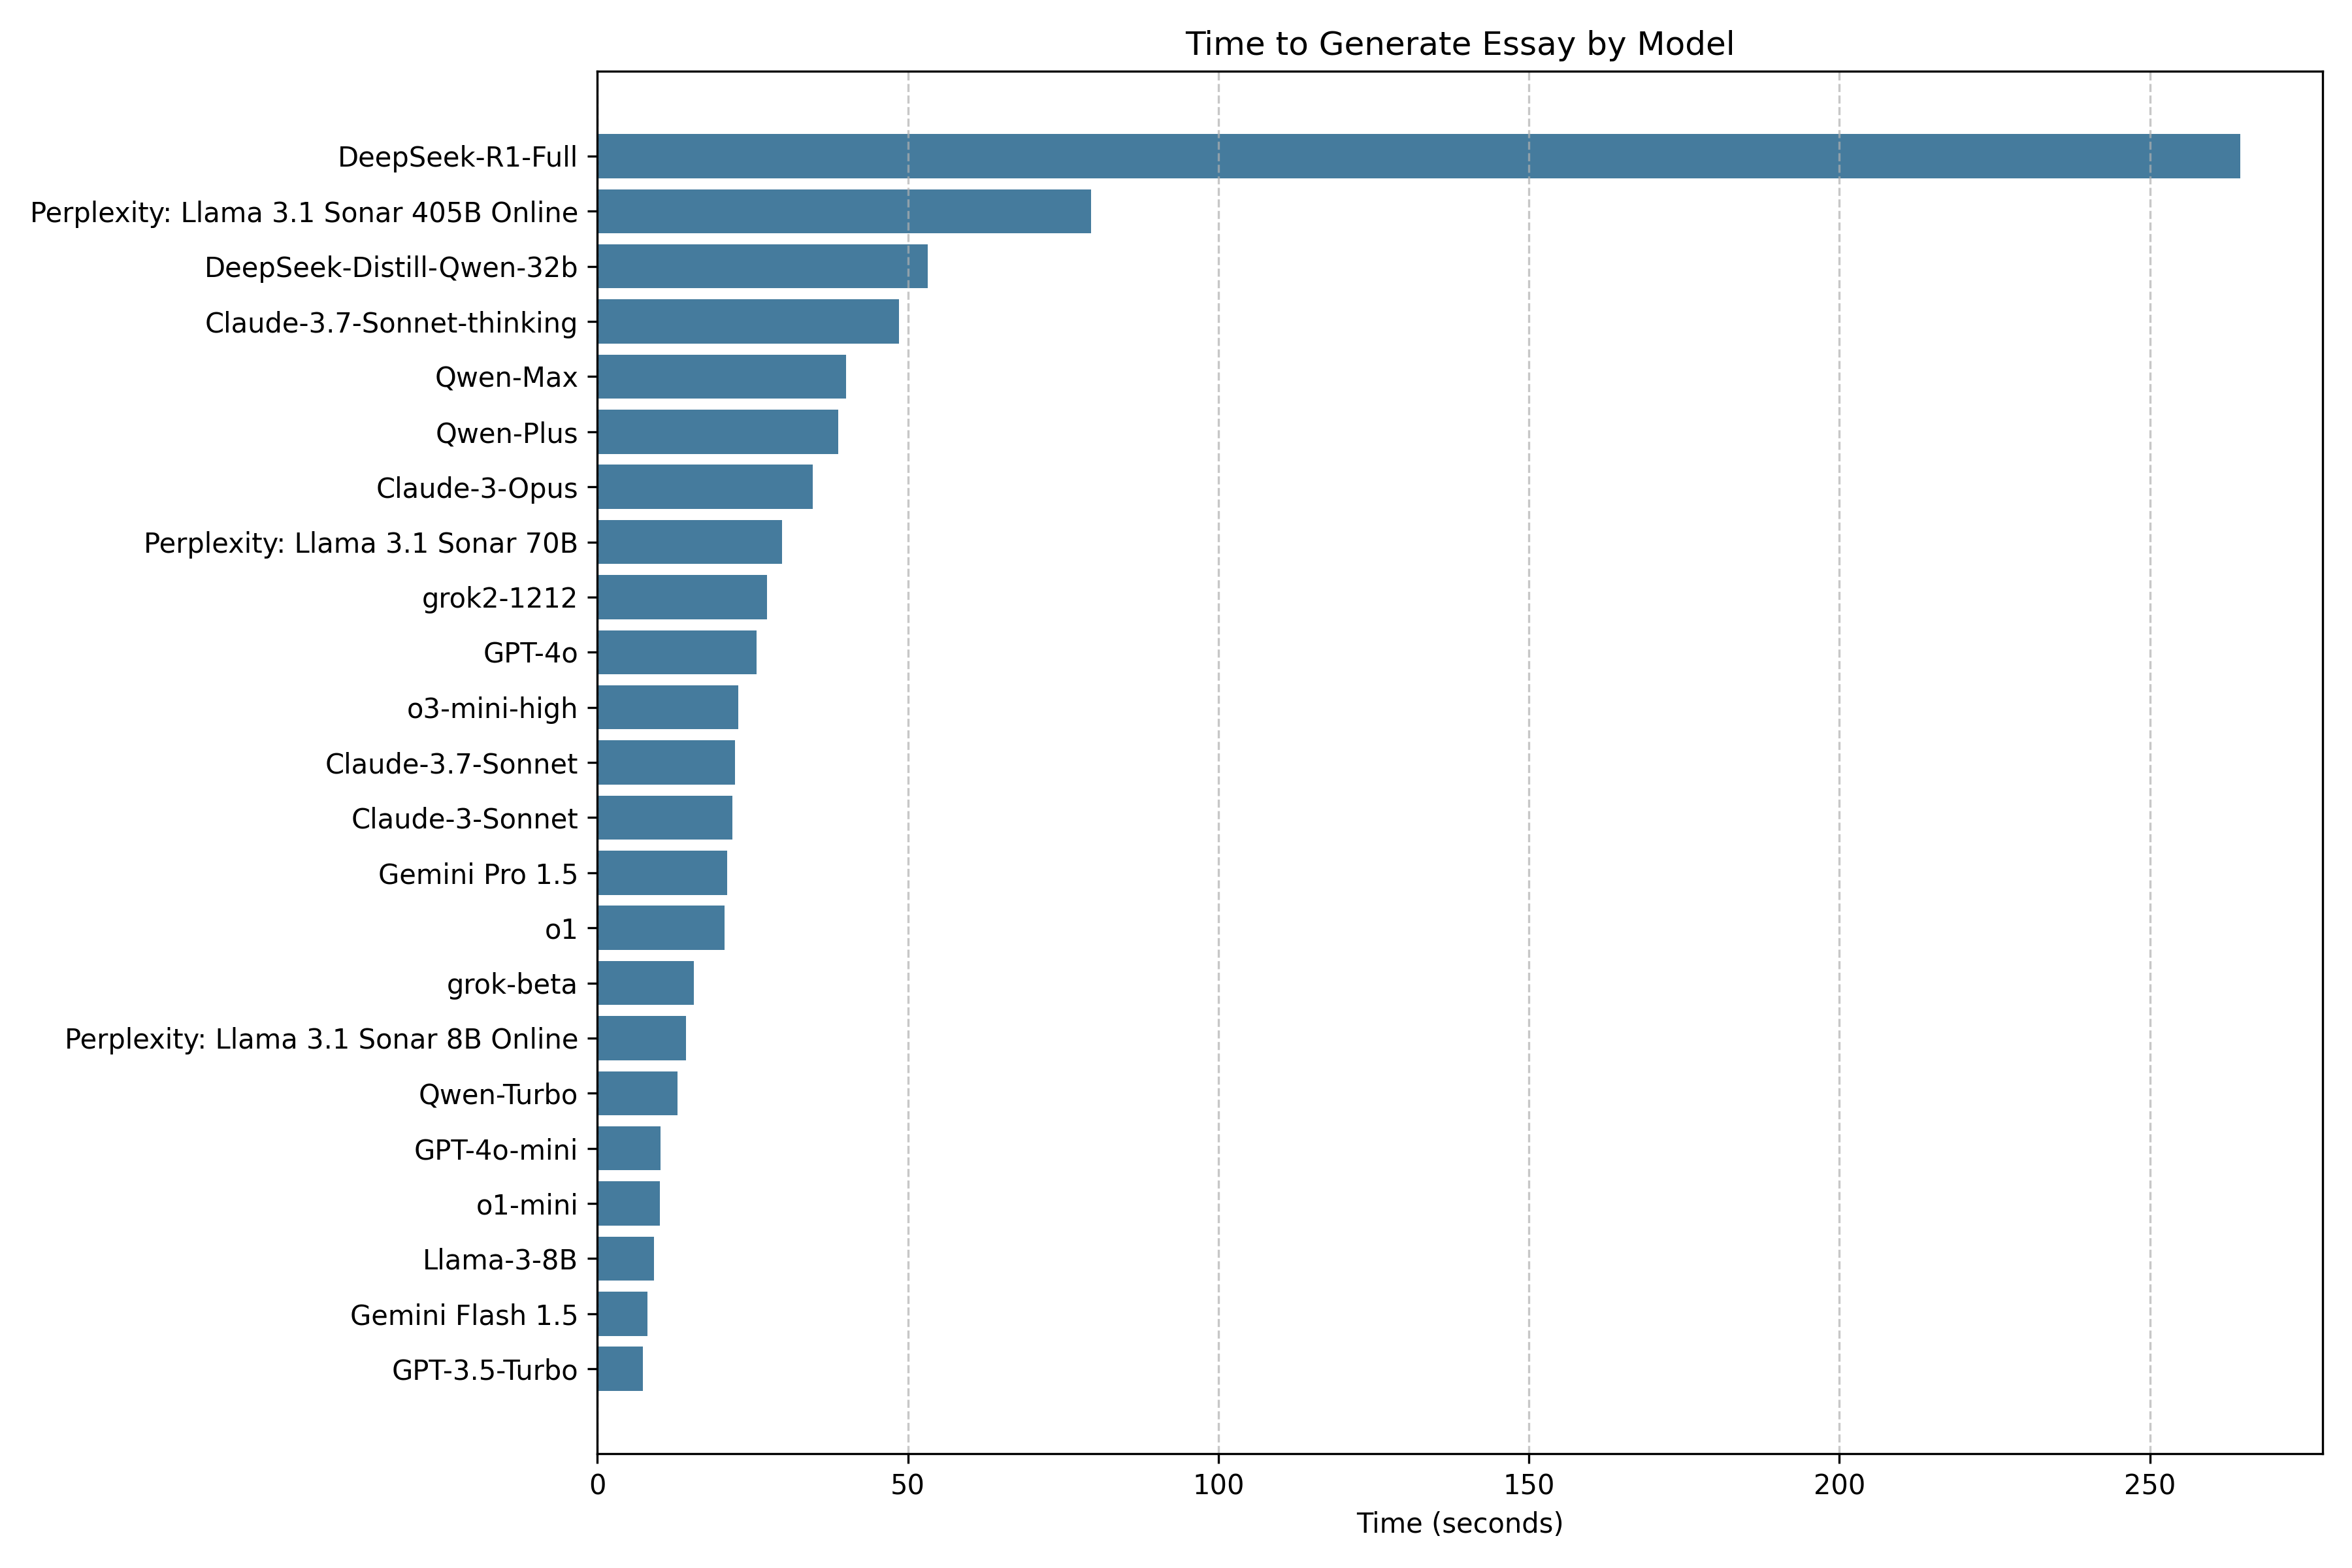 Time to Generate Essay by Model
DeepSeek-R1-Full
Perplexity: Llama 3.1 Sonar 405B Online
DeepSeek-Distill-Qwen-32b
Claude-3.7-Sonnet-thinking
Qwen-Max
Qwen-Plus
Claude-3-Opus
Perplexity: Llama 3.1 Sonar 70B
grok2-1212
GPT-4o
o3-mini-high
Claude-3.7-Sonnet
Claude-3-Sonnet
Gemini Pro 1.5
o1
grok-beta
Perplexity: Llama 3.1 Sonar 8B Online
Qwen-Turbo
GPT-4o-mini
o1-mini
Llama-3-8B
Gemini Flash 1.5
GPT-3.5-Turbo
0 50 100 150 200 250
Time (seconds)